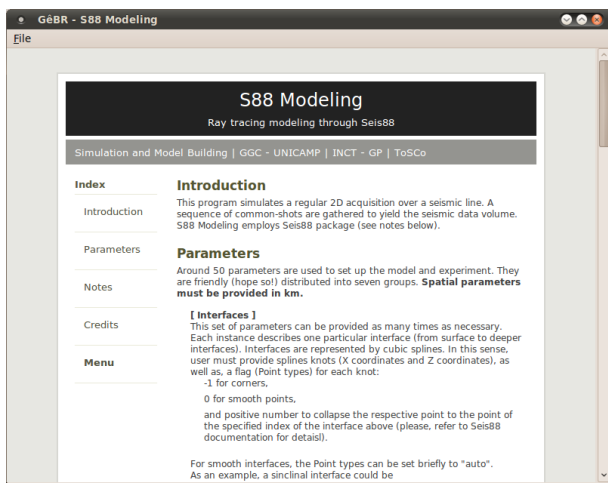 GêBR - S88 Modeling
File
S88 Modeling
Ray tracing modeling through Seis88
Simulation and Model Building | GGC - UNICAMP | INCT - GP | ToSCo
Index
Introduction
Parameters
Notes
Credits
Menu
Introduction
This program simulates a regular 2D acquisition over a seismic line. A
sequence of common-shots are gathered to yield the seismic data volume.
S88 Modeling employs Seis88 package (see notes below).
Parameters
Around 50 parameters are used to set up the model and experiment. They
are friendly (hope so!) distributed into seven groups. Spatial parameters
must be provided in km.
[ Interfaces ]
This set of parameters can be provided as many times as necessary.
Each instance describes one particular interface (from surface to deeper
interfaces). Interfaces are represented by cubic splines. In this sense,
user must provide splines knots (X coordinates and Z coordinates), as
well as, a flag (Point types) for each knot:
-1 for corners,
0 for smooth points,
and positive number to collapse the respective point to the point of
the specified index of the interface above (please, refer to Seis88
documentation for detaisl).
For smooth interfaces, the Point types can be set briefly to "auto".
As an example, a sinclinal interface could be